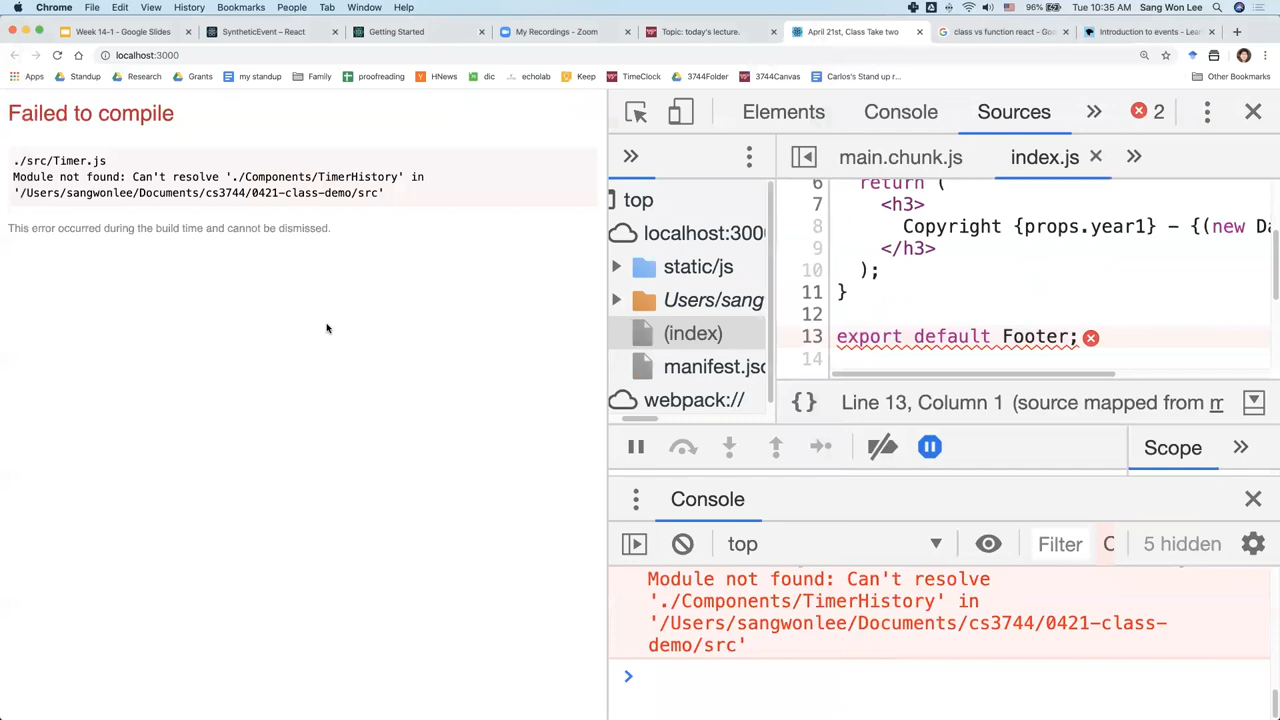 Chrome File Edit View History Bookmarks People Tab Window Help
96% Tue 10:35 AM Sang Won Lee
Week 14-1 - Google Slides
SyntheticEvent – React
Getting Started
My Recordings - Zoom
Topic: today's lecture.
April 21st, Class Take two
class vs function react - Goo
Introduction to events - Lear
localhost:3000
Apps Standup Research Grants my standup Family proofreading HNews dic echolab Keep TimeClock 3744Folder 3744Canvas Carlos's Stand up r... Other Bookmarks
Failed to compile
./src/Timer.js
Module not found: Can't resolve './Components/TimerHistory' in
'/Users/sangwonlee/Documents/cs3744/0421-class-demo/src'
This error occurred during the build time and cannot be dismissed.
Elements Console Sources » 2
» main.chunk.js index.js »
top
localhost:300
static/js
Users/sang
(index)
manifest.jso
webpack://
6 return (
7 <h3>
8 Copyright {props.year1} – {(new Da
9 </h3>
10 );
11 }
12
13 export default Footer;
14
{} Line 13, Column 1 (source mapped from m
Scope »
Console
top Filter 5 hidden
Module not found: Can't resolve
'./Components/TimerHistory' in
'/Users/sangwonlee/Documents/cs3744/0421-class-
demo/src'